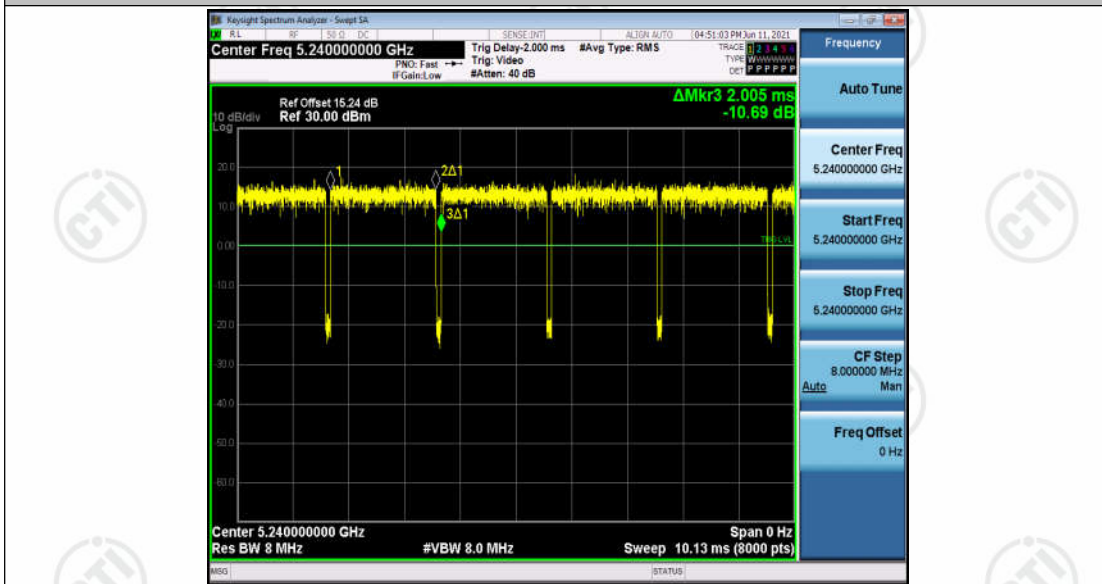 Keysight Spectrum Analyzer - Swept SA
RL RF 50 Ω DC SENSE:INT ALIGN AUTO 04:51:03 PM Jun 11, 2021
Center Freq 5.240000000 GHz
PNO: Fast
IFGain:Low
Trig Delay-2.000 ms
Trig: Video
#Atten: 40 dB
#Avg Type: RMS
TRACE 1 2 3 4 5 6
TYPE WWWWWW
DET P P P P P P
Ref Offset 15.24 dB
10 dB/div Ref 30.00 dBm
Log
ΔMkr3 2.005 ms
-10.69 dB
20.0
10.0
0.00
-10.0
-20.0
-30.0
-40.0
-50.0
-60.0
1
2Δ1
3Δ1
TRIG LVL
Center 5.240000000 GHz Span 0 Hz
Res BW 8 MHz #VBW 8.0 MHz Sweep 10.13 ms (8000 pts)
MSG STATUS
Frequency
Auto Tune
Center Freq
5.240000000 GHz
Start Freq
5.240000000 GHz
Stop Freq
5.240000000 GHz
CF Step
8.000000 MHz
Auto Man
Freq Offset
0 Hz
CTI
CTI
CTI
CTI